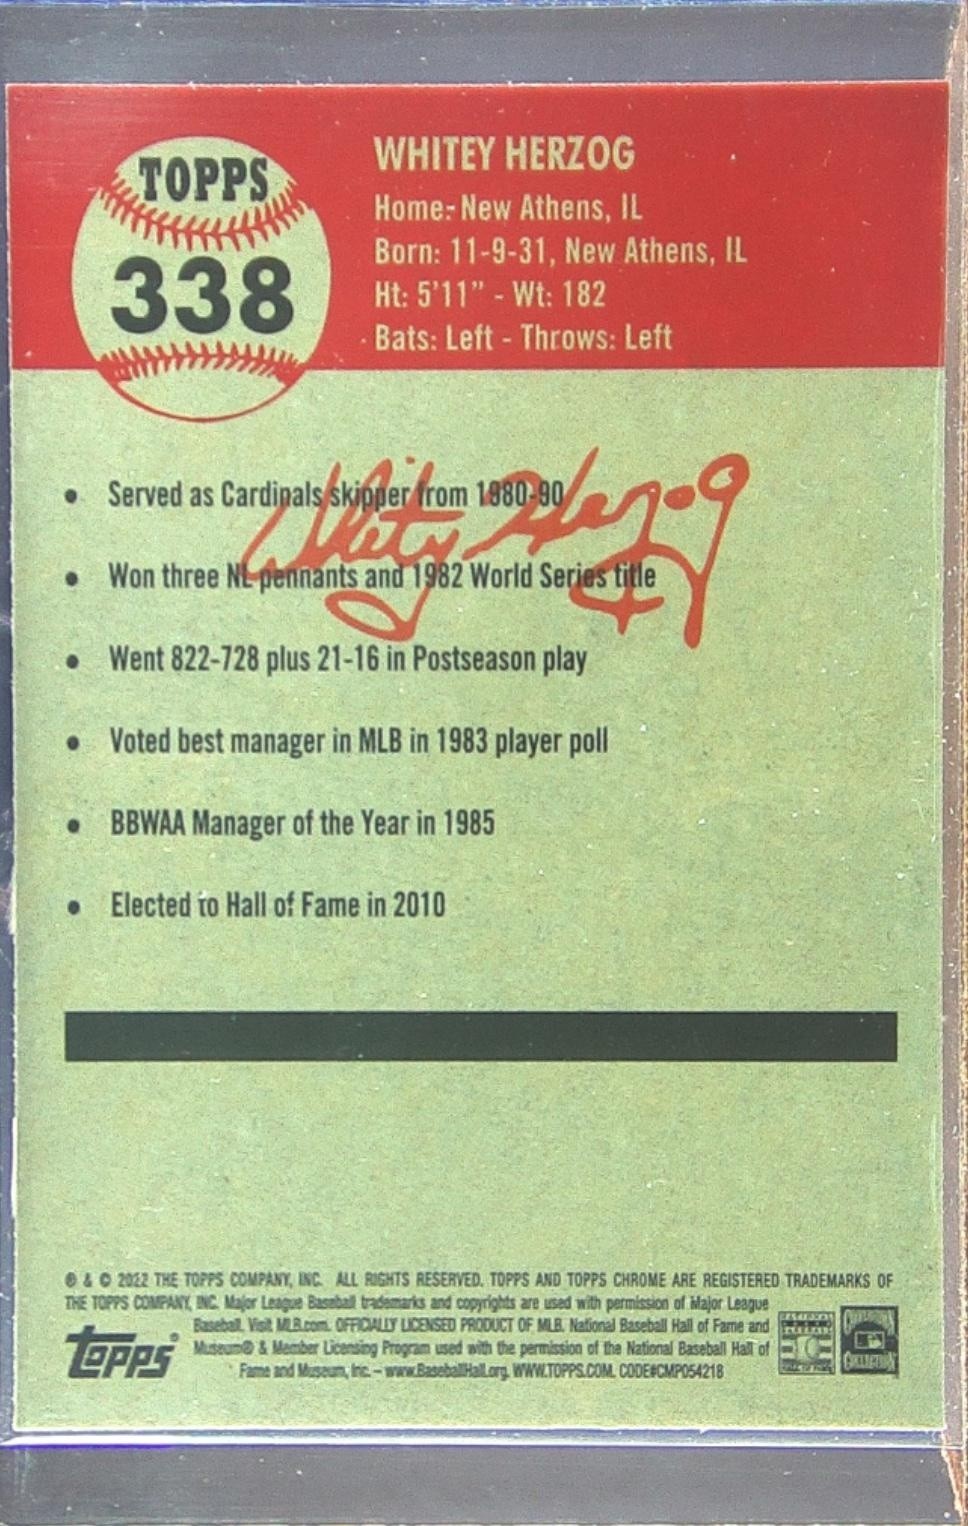 TOPPS
338
WHITEY HERZOG
Home:- New Athens, IL
Born: 11-9-31, New Athens, IL
Ht: 5'11" - Wt: 182
Bats: Left - Throws: Left
Whitey Herzog
• Served as Cardinals skipper from 1980-90
• Won three NL pennants and 1982 World Series title
• Went 822-728 plus 21-16 in Postseason play
• Voted best manager in MLB in 1983 player poll
• BBWAA Manager of the Year in 1985
• Elected to Hall of Fame in 2010
® & © 2022 THE TOPPS COMPANY, INC. ALL RIGHTS RESERVED. TOPPS AND TOPPS CHROME ARE REGISTERED TRADEMARKS OF
THE TOPPS COMPANY, INC. Major League Baseball trademarks and copyrights are used with permission of Major League
Baseball. Visit MLB.com. OFFICIALLY LICENSED PRODUCT OF MLB. National Baseball Hall of Fame and
Museum® & Member Licensing Program used with the permission of the National Baseball Hall of
Fame and Museum, Inc. – www.BaseballHall.org. WWW.TOPPS.COM. CODE#CMP054218
Topps®
NATIONAL
BASEBALL
HALL OF FAME
COOPERSTOWN
COLLECTION